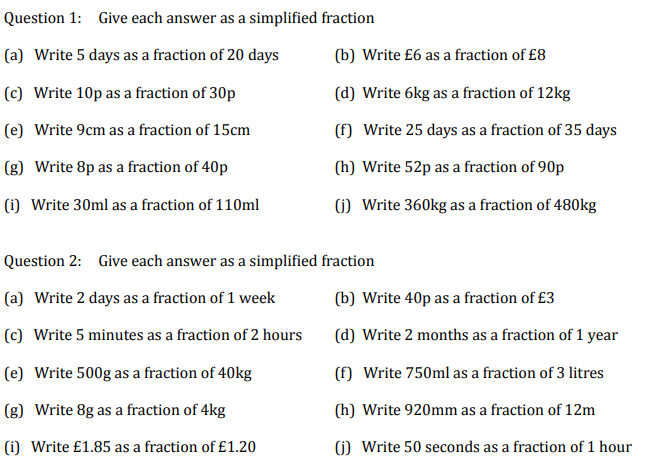 Question 1: Give each answer as a simplified fraction
(a) Write 5 days as a fraction of 20 days (b) Write £6 as a fraction of £8
(c) Write 10p as a fraction of 30p (d) Write 6kg as a fraction of 12kg
(e) Write 9cm as a fraction of 15cm (f) Write 25 days as a fraction of 35 days
(g) Write 8p as a fraction of 40p (h) Write 52p as a fraction of 90p
(i) Write 30ml as a fraction of 110ml (j) Write 360kg as a fraction of 480kg
Question 2: Give each answer as a simplified fraction
(a) Write 2 days as a fraction of 1 week (b) Write 40p as a fraction of £3
(c) Write 5 minutes as a fraction of 2 hours (d) Write 2 months as a fraction of 1 year
(e) Write 500g as a fraction of 40kg (f) Write 750ml as a fraction of 3 litres
(g) Write 8g as a fraction of 4kg (h) Write 920mm as a fraction of 12m
(i) Write £1.85 as a fraction of £1.20 (j) Write 50 seconds as a fraction of 1 hour